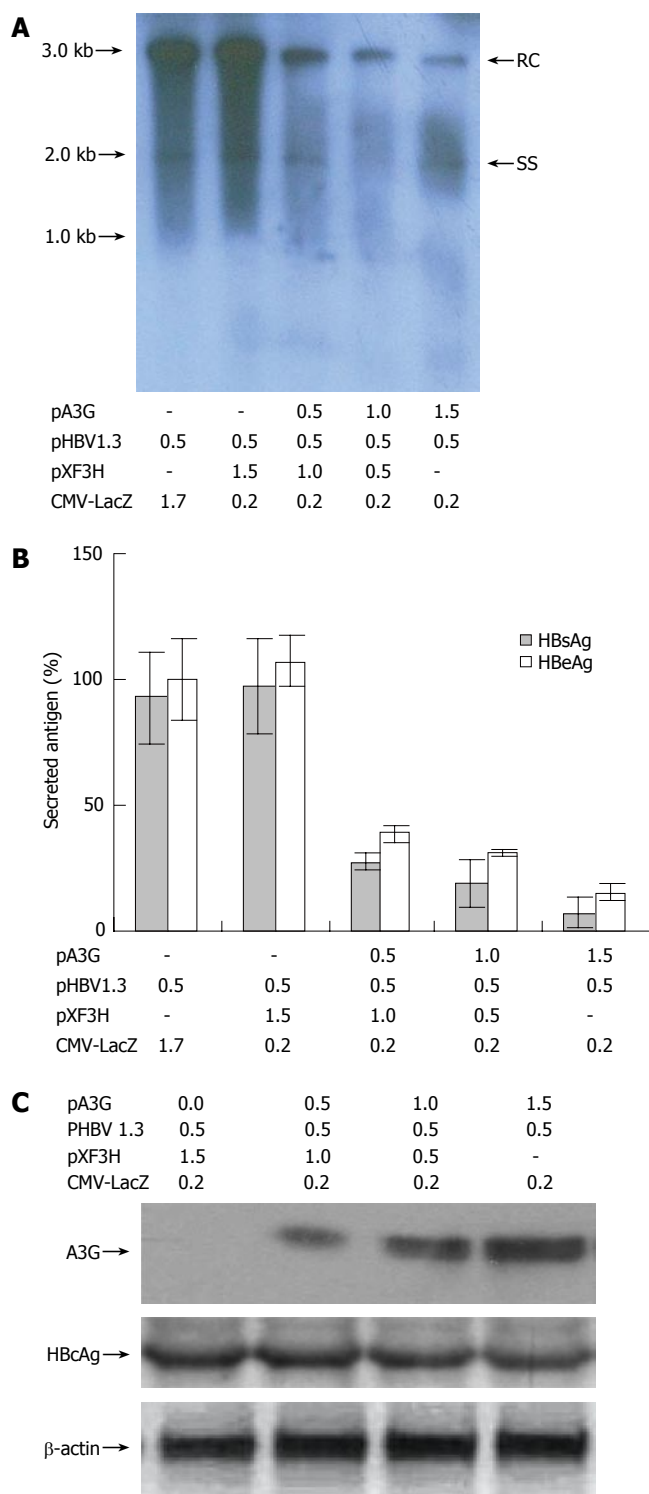 A
3.0 kb
RC
2.0 kb
SS
1.0 kb
pA3G - - 0.5 1.0 1.5
pHBV1.3 0.5 0.5 0.5 0.5 0.5
pXF3H - 1.5 1.0 0.5 -
CMV-LacZ 1.7 0.2 0.2 0.2 0.2
B
150
100
50
0
Secreted antigen (%)
HBsAg
HBeAg
pA3G - - 0.5 1.0 1.5
pHBV1.3 0.5 0.5 0.5 0.5 0.5
pXF3H - 1.5 1.0 0.5 -
CMV-LacZ 1.7 0.2 0.2 0.2 0.2
C
pA3G 0.0 0.5 1.0 1.5
PHBV 1.3 0.5 0.5 0.5 0.5
pXF3H 1.5 1.0 0.5 -
CMV-LacZ 0.2 0.2 0.2 0.2
A3G
HBcAg
β-actin